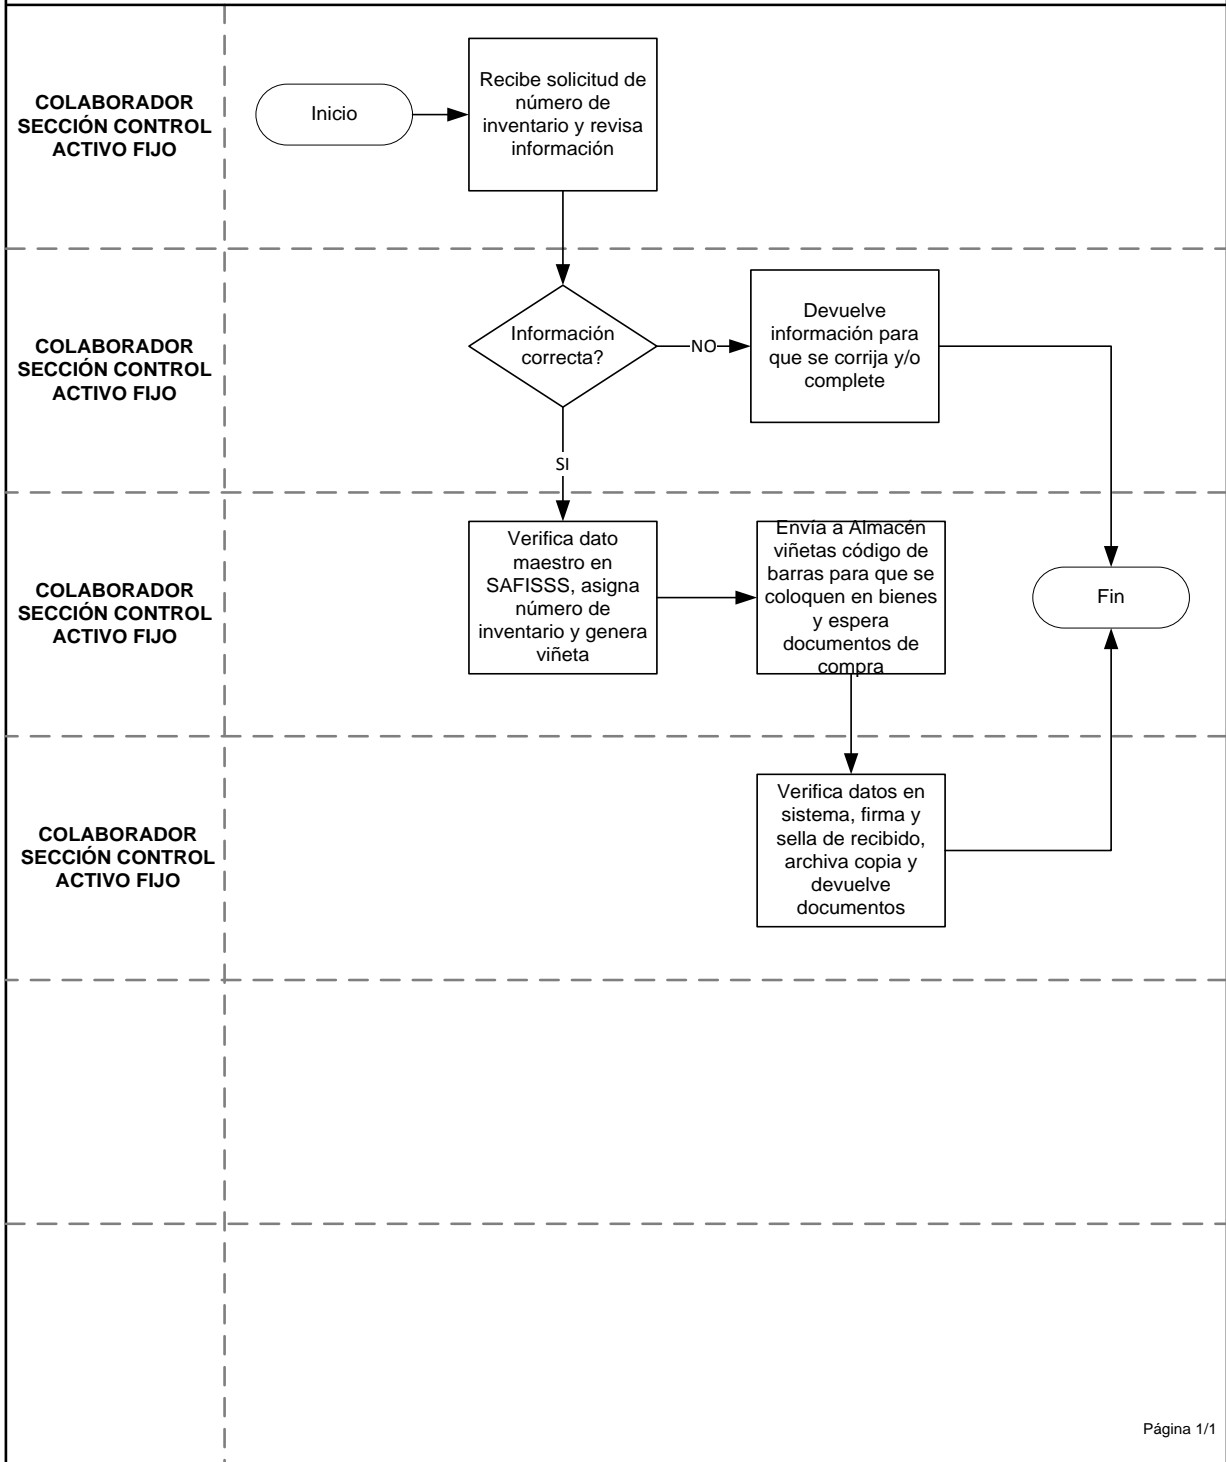 COLABORADOR
SECCIÓN CONTROL
ACTIVO FIJO
Inicio
Recibe solicitud de
número de
inventario y revisa
información
COLABORADOR
SECCIÓN CONTROL
ACTIVO FIJO
Información
correcta?
NO
Devuelve
información para
que se corrija y/o
complete
SI
COLABORADOR
SECCIÓN CONTROL
ACTIVO FIJO
Verifica dato
maestro en
SAFISSS, asigna
número de
inventario y genera
viñeta
Envía a Almacén
viñetas código de
barras para que se
coloquen en bienes
y espera
documentos de
compra
Fin
COLABORADOR
SECCIÓN CONTROL
ACTIVO FIJO
Verifica datos en
sistema, firma y
sella de recibido,
archiva copia y
devuelve
documentos
Página 1/1